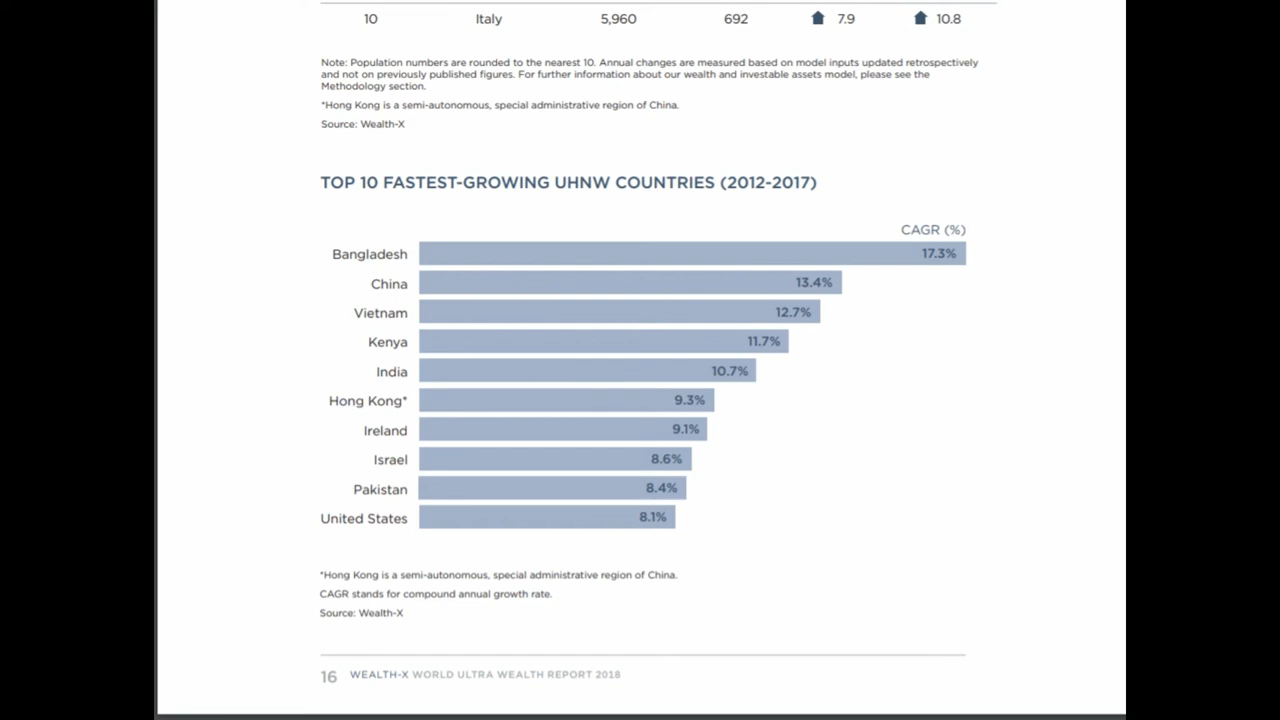 10 Italy 5,960 692 7.9 10.8
Note: Population numbers are rounded to the nearest 10. Annual changes are measured based on model inputs updated retrospectively
and not on previously published figures. For further information about our wealth and investable assets model, please see the
Methodology section.
*Hong Kong is a semi-autonomous, special administrative region of China.
Source: Wealth-X
TOP 10 FASTEST-GROWING UHNW COUNTRIES (2012-2017)
CAGR (%)
Bangladesh 17.3%
China 13.4%
Vietnam 12.7%
Kenya 11.7%
India 10.7%
Hong Kong* 9.3%
Ireland 9.1%
Israel 8.6%
Pakistan 8.4%
United States 8.1%
*Hong Kong is a semi-autonomous, special administrative region of China.
CAGR stands for compound annual growth rate.
Source: Wealth-X
16 WEALTH-X WORLD ULTRA WEALTH REPORT 2018